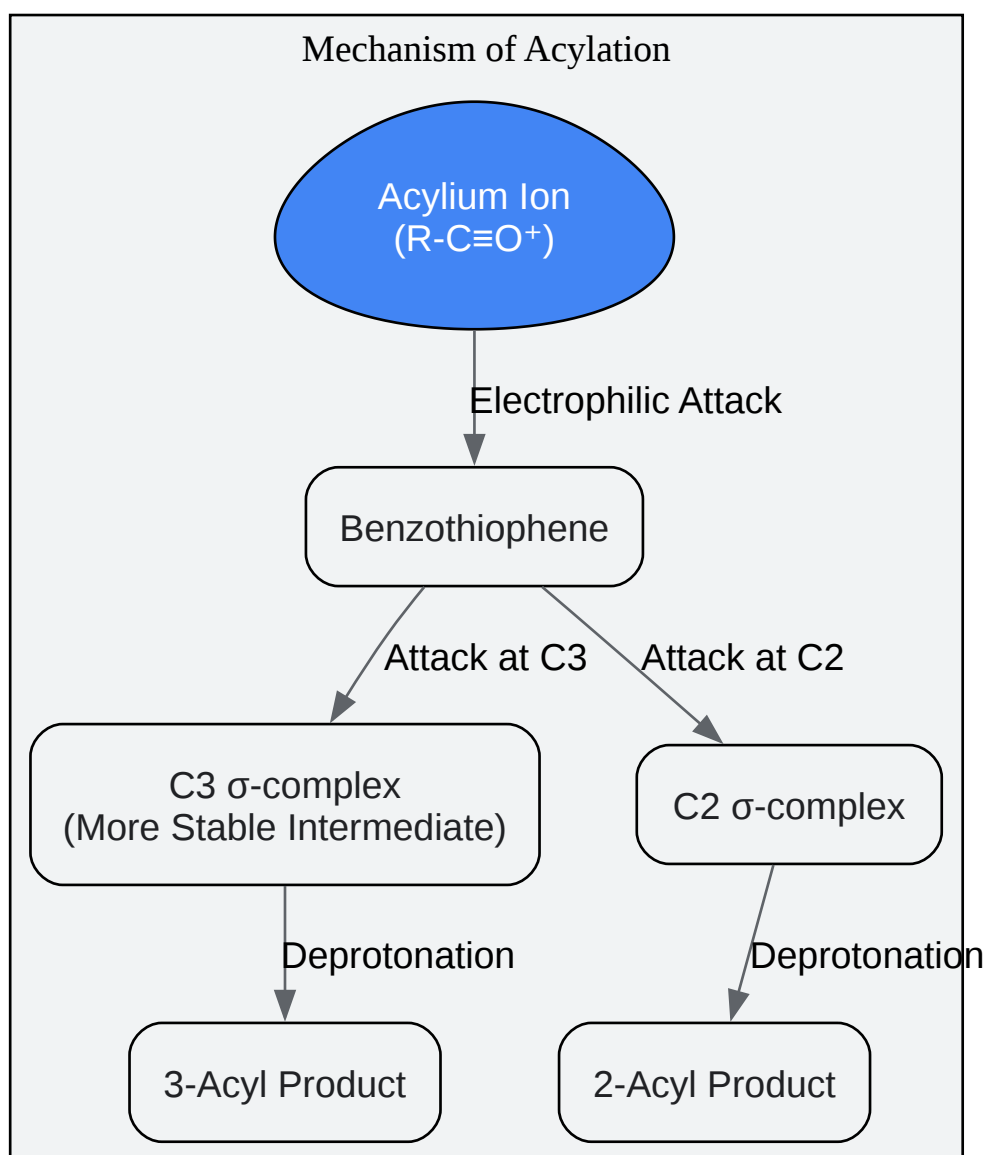 Mechanism of Acylation
Acylium Ion
(R-C≡O⁺)
Electrophilic Attack
Benzothiophene
Attack at C3
Attack at C2
C3 σ-complex
(More Stable Intermediate)
C2 σ-complex
Deprotonation
Deprotonation
3-Acyl Product
2-Acyl Product